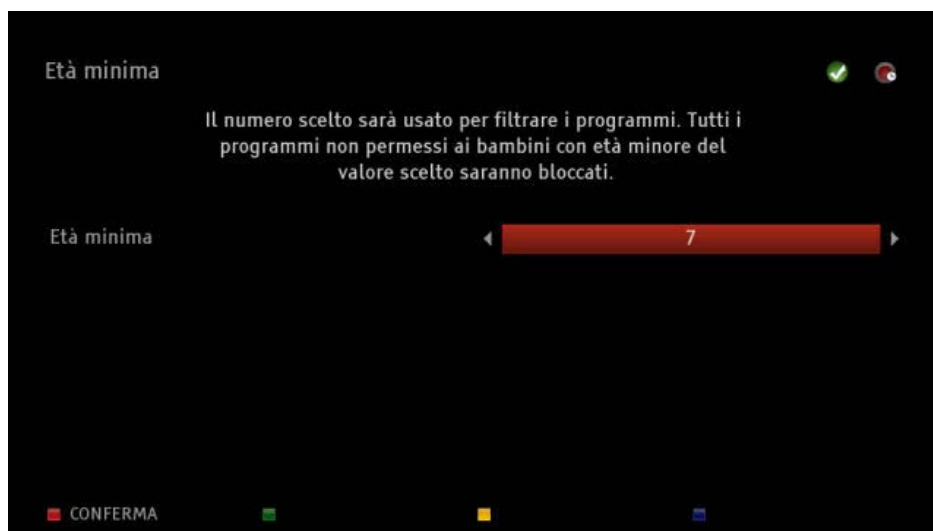 Età minima
Il numero scelto sarà usato per filtrare i programmi. Tutti i
programmi non permessi ai bambini con età minore del
valore scelto saranno bloccati.
Età minima 7
CONFERMA